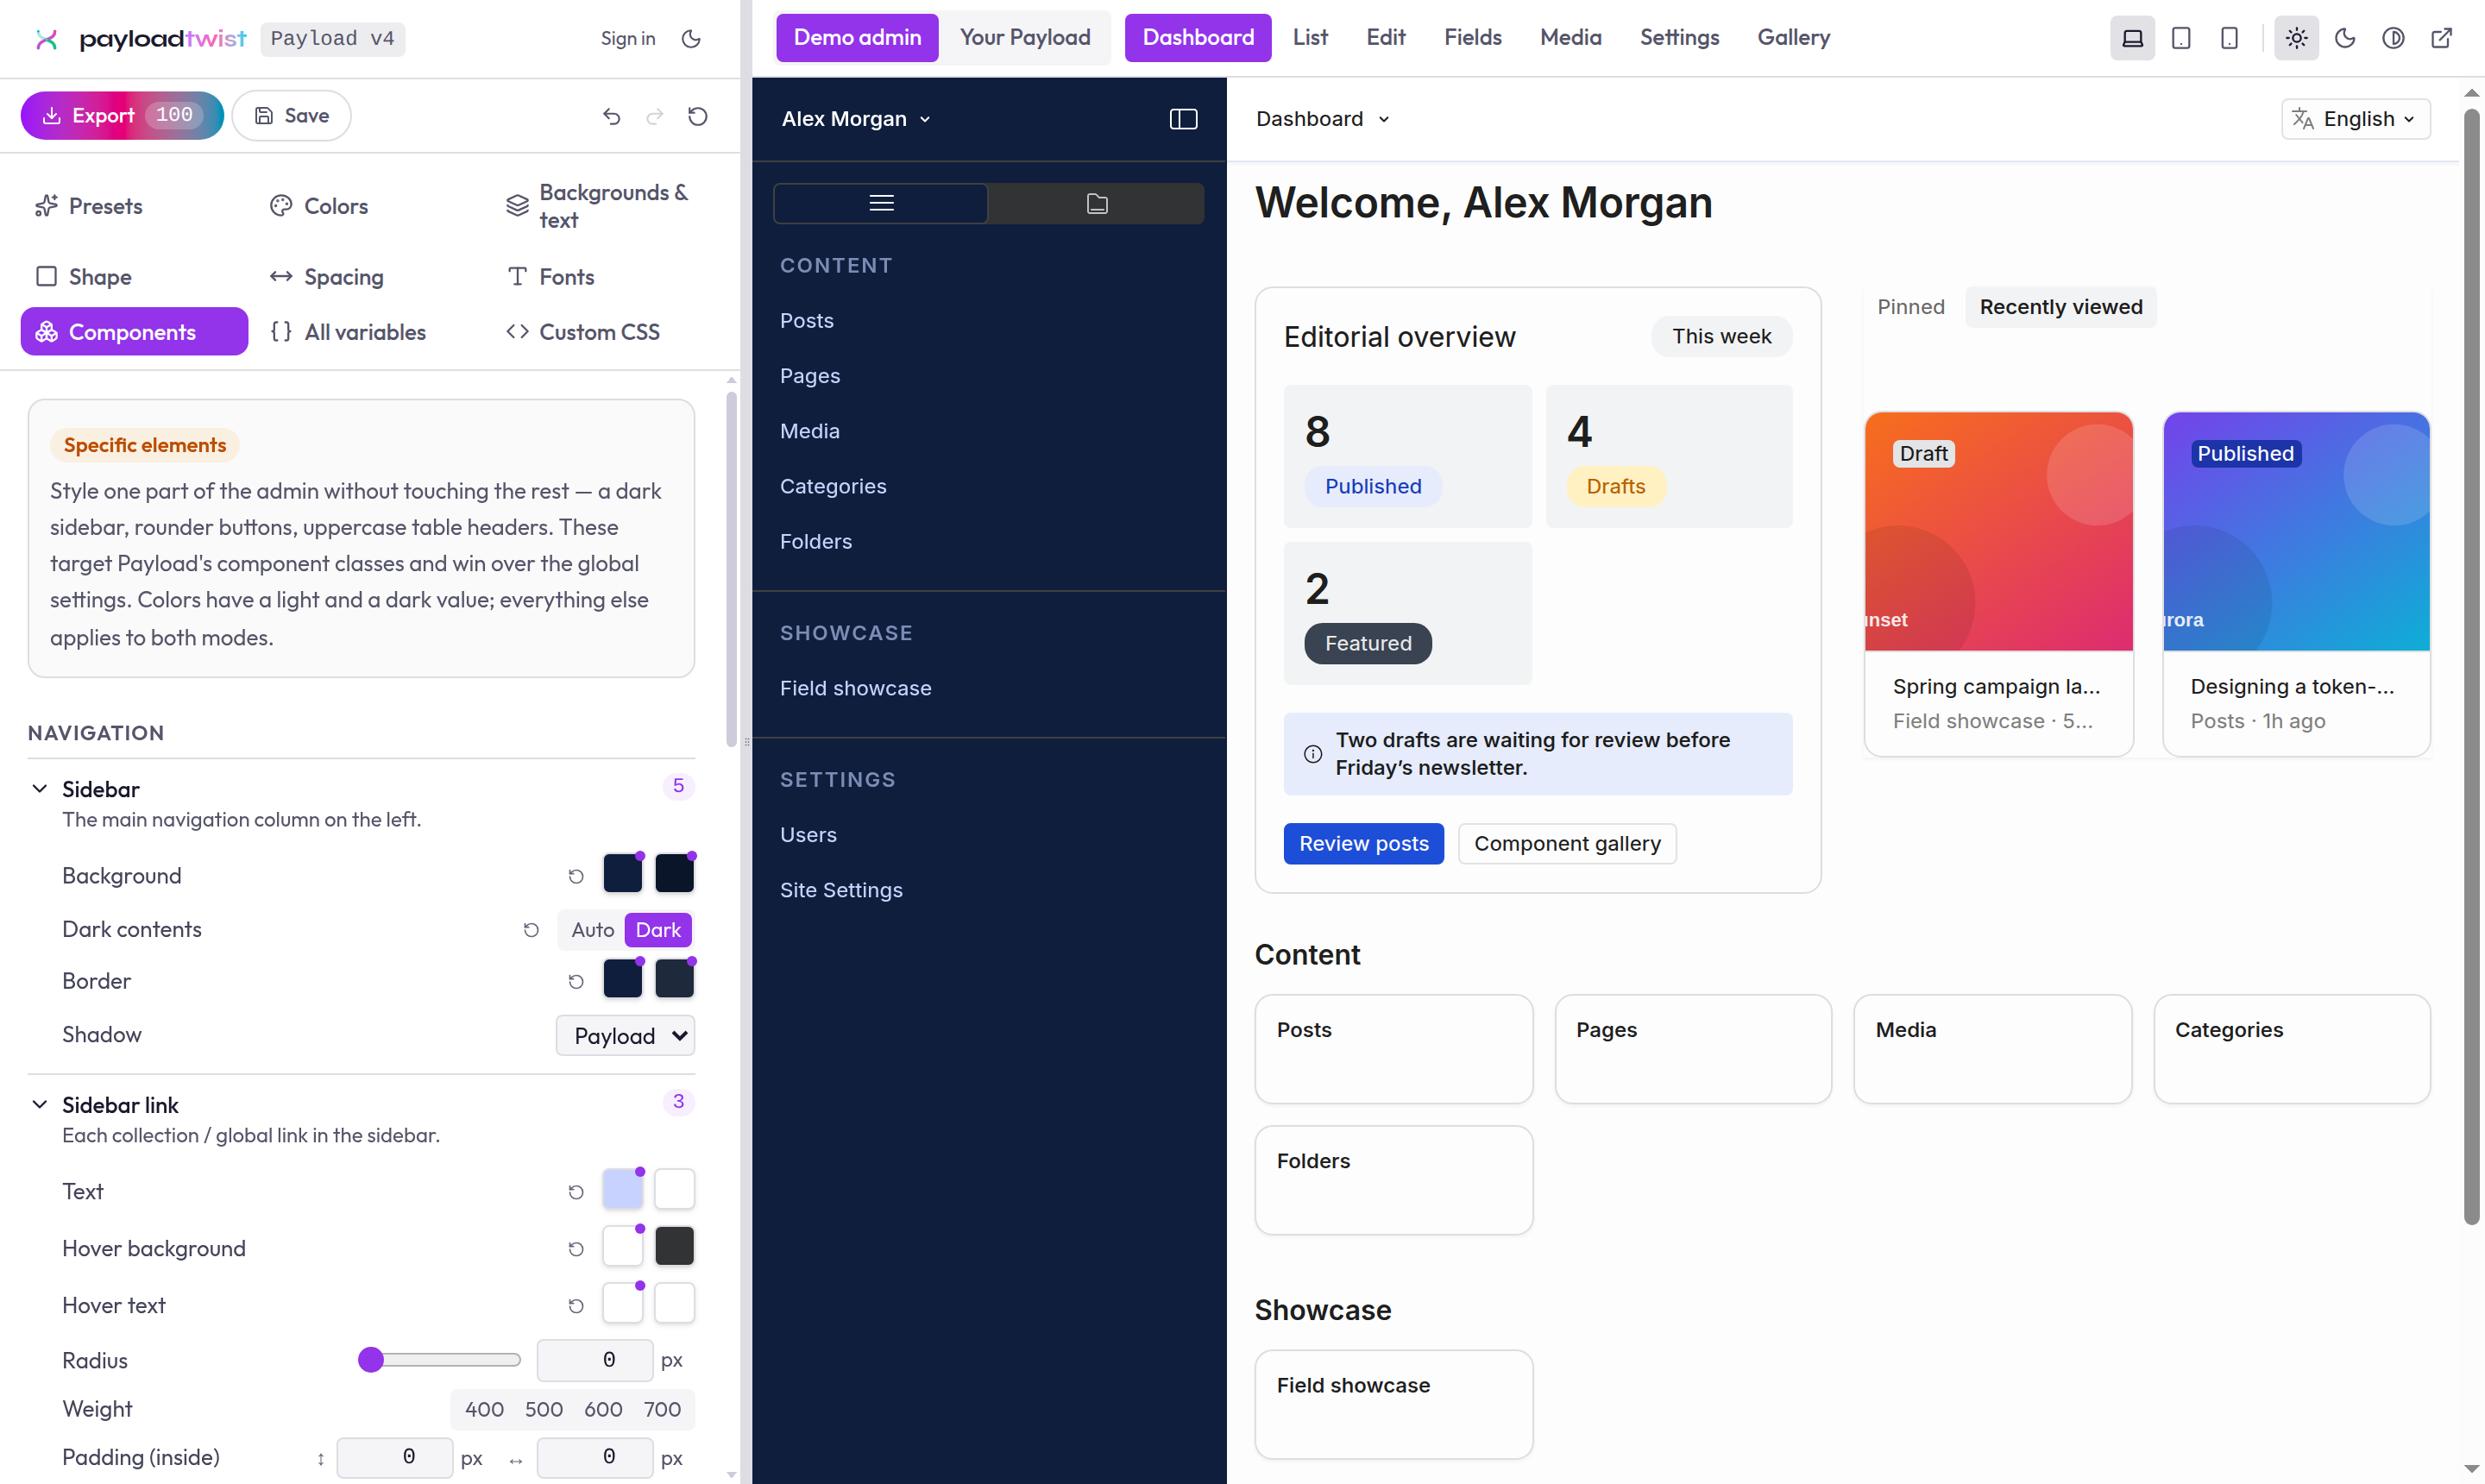 payloadtwist Payload v4 Sign in
Export 100 Save
Presets Colors Backgrounds & text
Shape Spacing Fonts
Components All variables Custom CSS
Specific elements
Style one part of the admin without touching the rest — a dark
sidebar, rounder buttons, uppercase table headers. These
target Payload's component classes and win over the global
settings. Colors have a light and a dark value; everything else
applies to both modes.
NAVIGATION
Sidebar 5
The main navigation column on the left.
Background
Dark contents Auto Dark
Border
Shadow Payload
Sidebar link 3
Each collection / global link in the sidebar.
Text
Hover background
Hover text
Radius 0 px
Weight 400 500 600 700
Padding (inside) 0 px 0 px
Demo admin Your Payload Dashboard List Edit Fields Media Settings Gallery
Alex Morgan
CONTENT
Posts
Pages
Media
Categories
Folders
SHOWCASE
Field showcase
SETTINGS
Users
Site Settings
Dashboard English
Welcome, Alex Morgan
Editorial overview This week
8 4
Published Drafts
2
Featured
Two drafts are waiting for review before
Friday’s newsletter.
Review posts Component gallery
Pinned Recently viewed
Draft Published
nset rora
Spring campaign la... Designing a token-...
Field showcase · 5... Posts · 1h ago
Content
Posts Pages Media Categories
Folders
Showcase
Field showcase